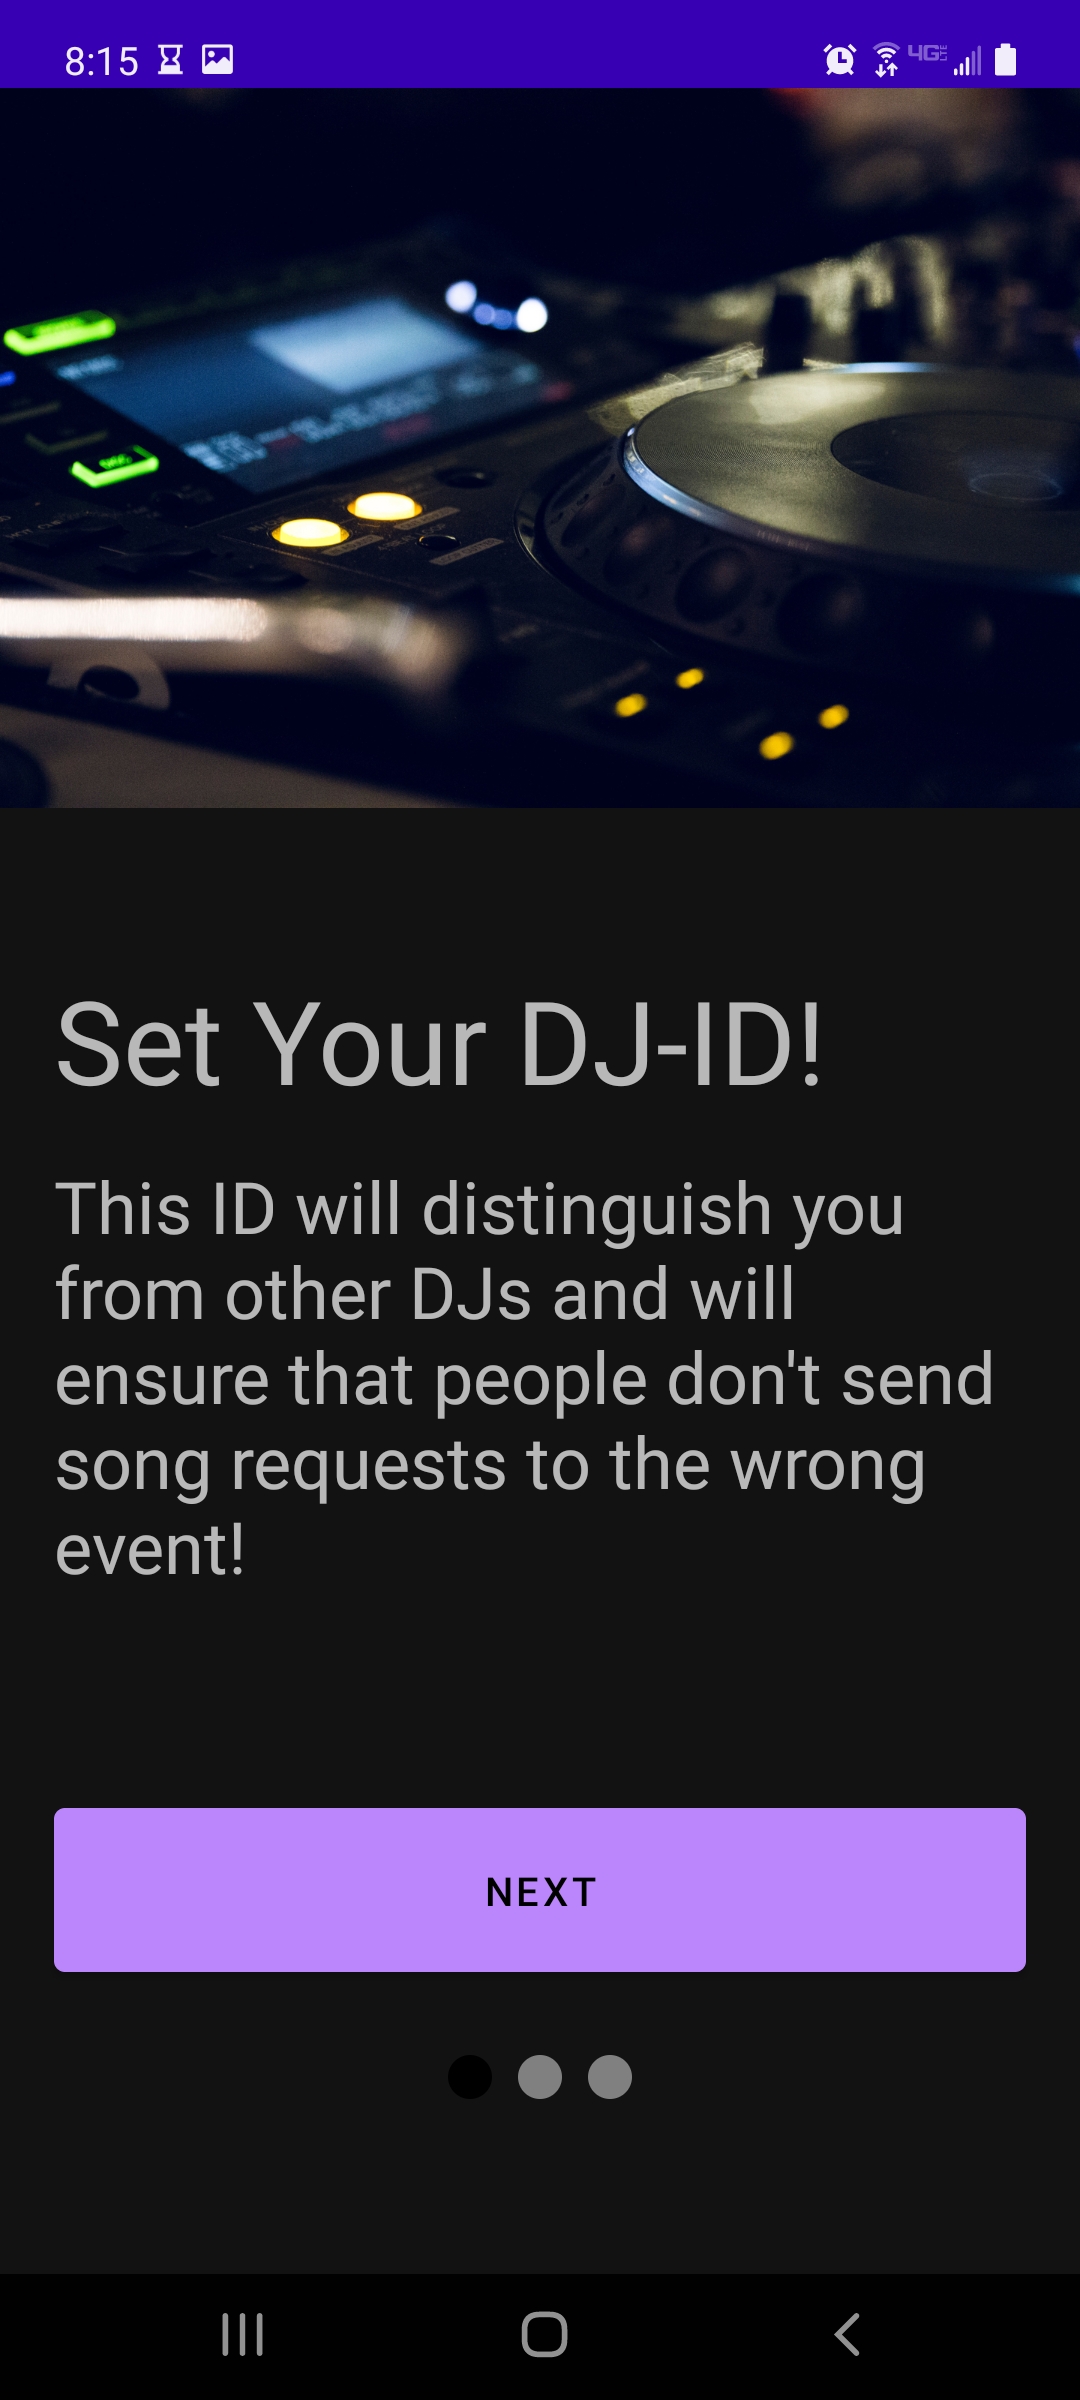 8:15
4G LTE
Set Your DJ-ID!
This ID will distinguish you
from other DJs and will
ensure that people don't send
song requests to the wrong
event!
NEXT